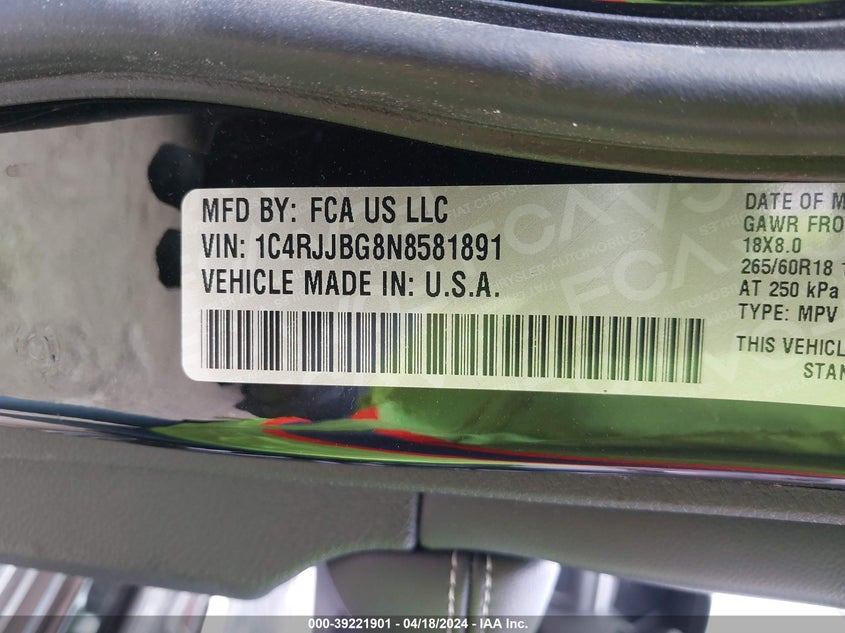 MFD BY: FCA US LLC
VIN: 1C4RJJBG8N8581891
VEHICLE MADE IN: U.S.A.
DATE OF M
GAWR FRO
18X8.0
265/60R18 1
AT 250 kPa
TYPE: MPV
THIS VEHICL
STAN
000-39221901 / 04/18/2024 - IAA Inc.